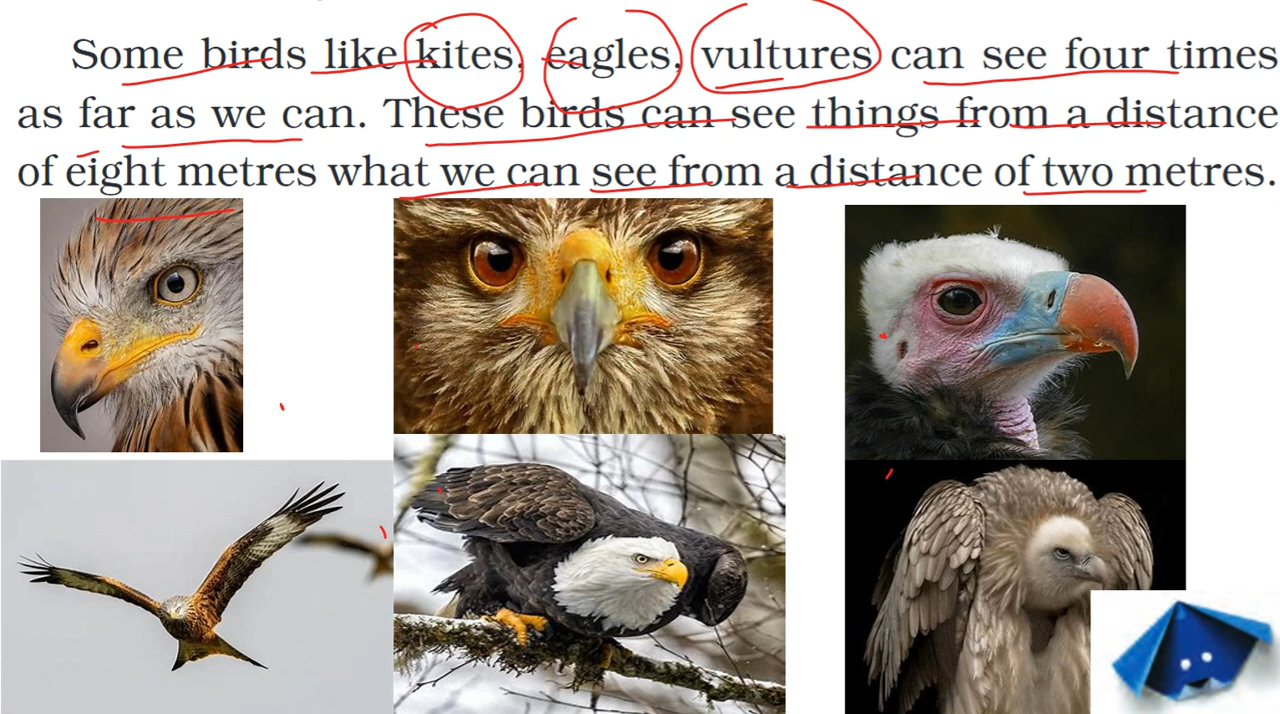 Some birds like kites, eagles, vultures can see four times
as far as we can. These birds can see things from a distance
of eight metres what we can see from a distance of two metres.